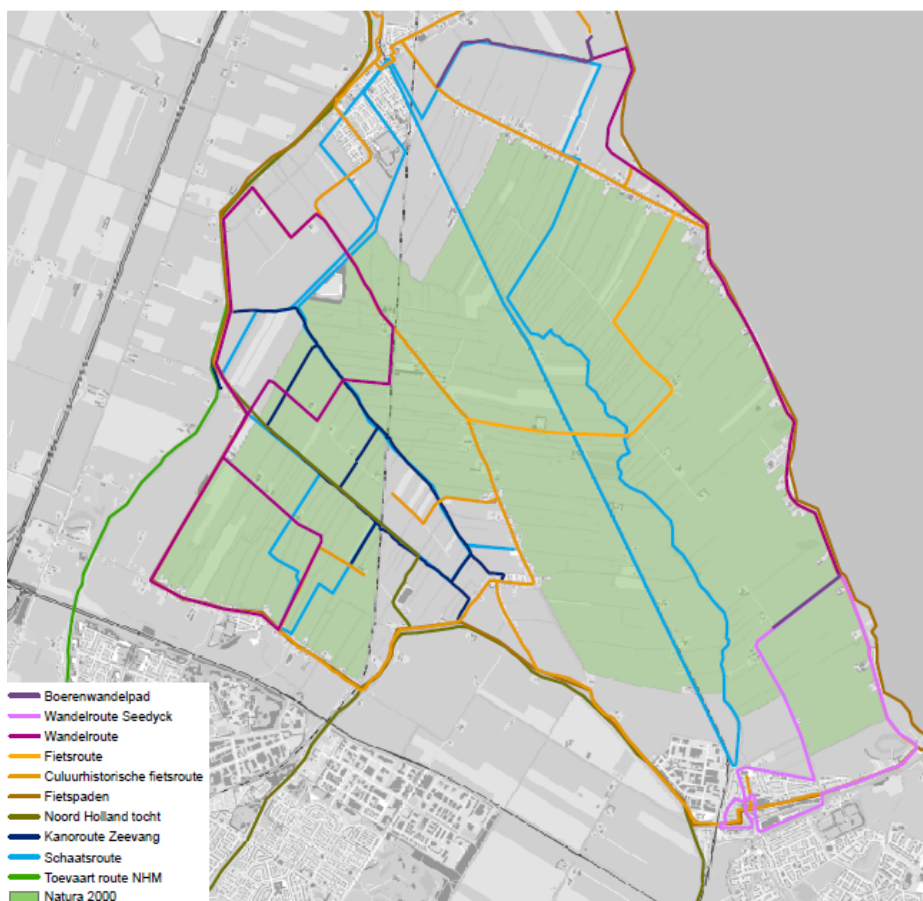 Boerenwandelpad
Wandelroute Seedyck
Wandelroute
Fietsroute
Culuurhistorische fietsroute
Fietspaden
Noord Holland tocht
Kanoroute Zeevang
Schaatsroute
Toevaart route NHM
Natura 2000